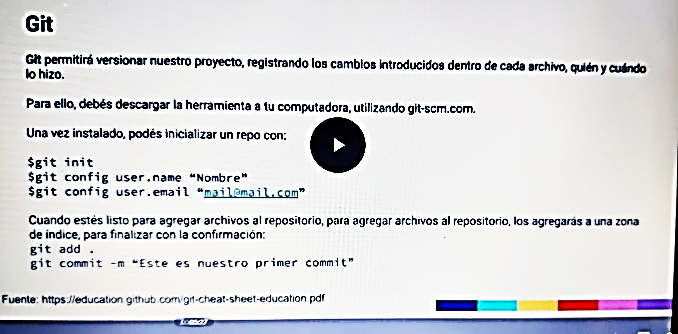 Git
Git permitirá versionar nuestro proyecto, registrando los cambios introducidos dentro de cada archivo, quién y cuándo
lo hizo.
Para ello, debés descargar la herramienta a tu computadora, utilizando git-scm.com.
Una vez instalado, podés inicializar un repo con:
$git init
$git config user.name “Nombre”
$git config user.email “mail@mail.com”
Cuando estés listo para agregar archivos al repositorio, para agregar archivos al repositorio, los agregarás a una zona
de índice, para finalizar con la confirmación:
git add .
git commit -m “Este es nuestro primer commit”
Fuente: https://education.github.com/git-cheat-sheet-education.pdf